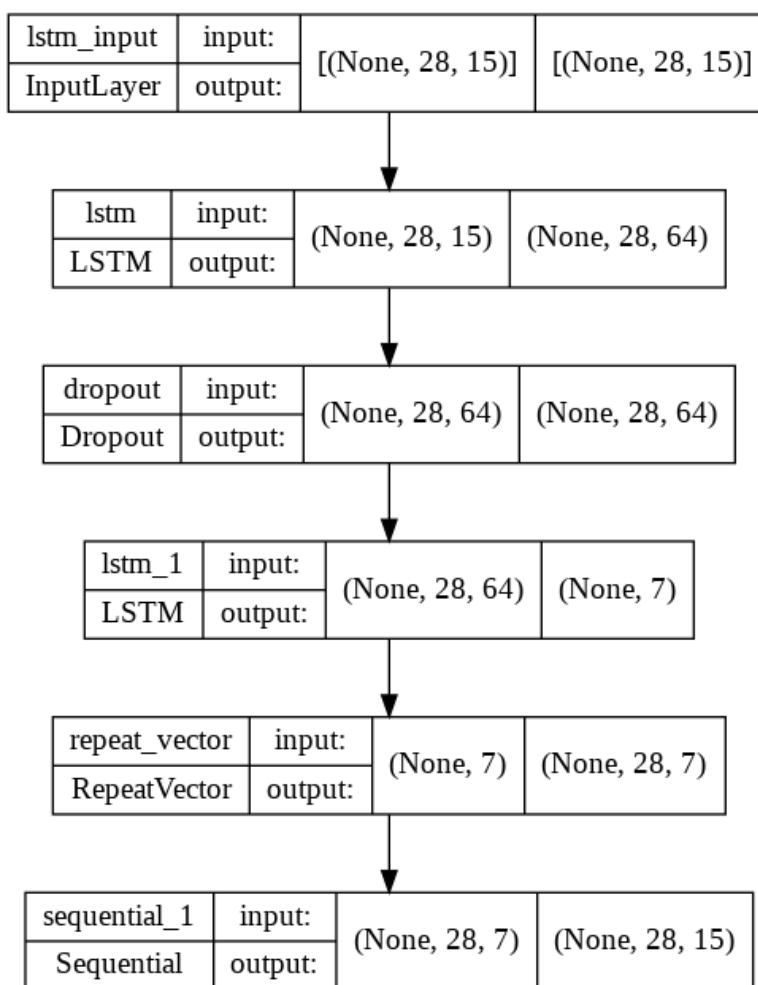 lstm_input input: [(None, 28, 15)] [(None, 28, 15)]
InputLayer output:
lstm input: (None, 28, 15) (None, 28, 64)
LSTM output:
dropout input: (None, 28, 64) (None, 28, 64)
Dropout output:
lstm_1 input: (None, 28, 64) (None, 7)
LSTM output:
repeat_vector input: (None, 7) (None, 28, 7)
RepeatVector output:
sequential_1 input: (None, 28, 7) (None, 28, 15)
Sequential output: